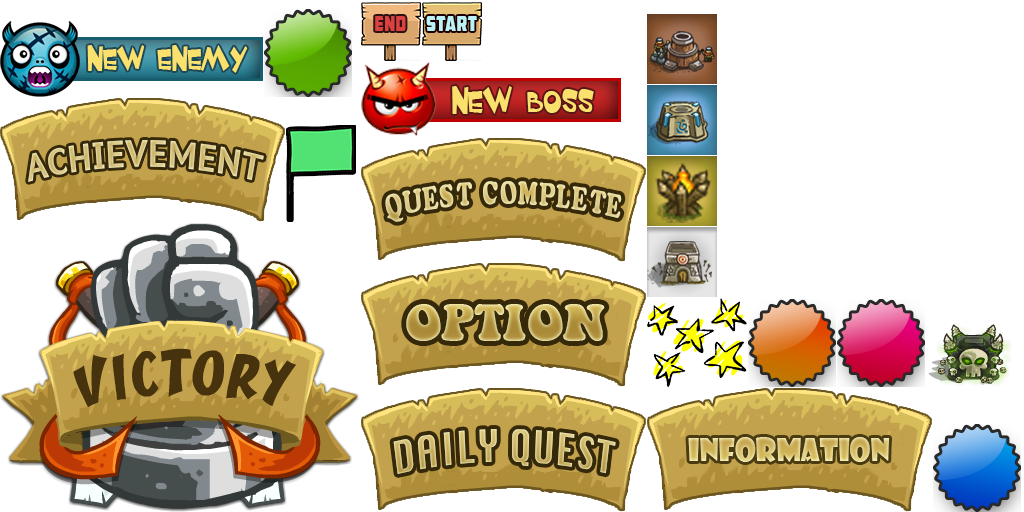 END
START
NEW ENEMY
NEW BOSS
ACHIEVEMENT
QUEST COMPLETE
OPTION
VICTORY
DAILY QUEST
INFORMATION